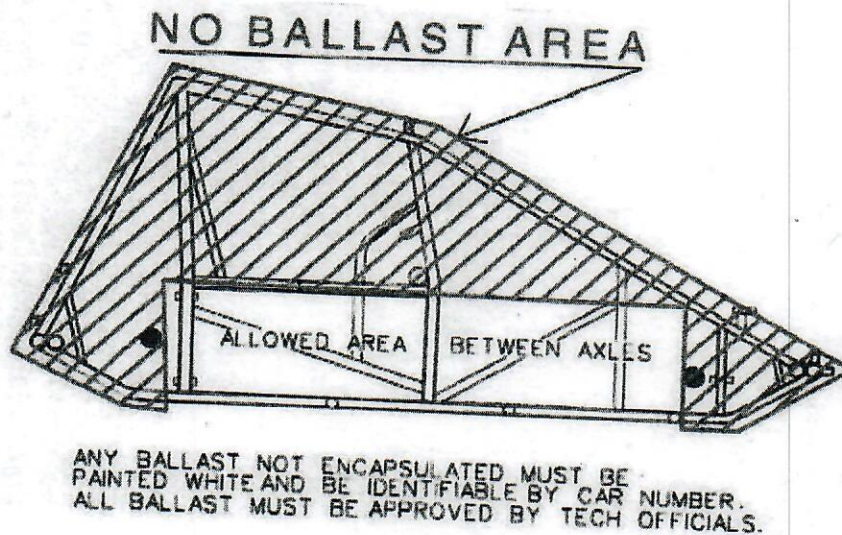 NO BALLAST AREA
ALLOWED AREA BETWEEN AXLES
ANY BALLAST NOT ENCAPSULATED MUST BE
PAINTED WHITE AND BE IDENTIFIABLE BY CAR NUMBER.
ALL BALLAST MUST BE APPROVED BY TECH OFFICIALS.